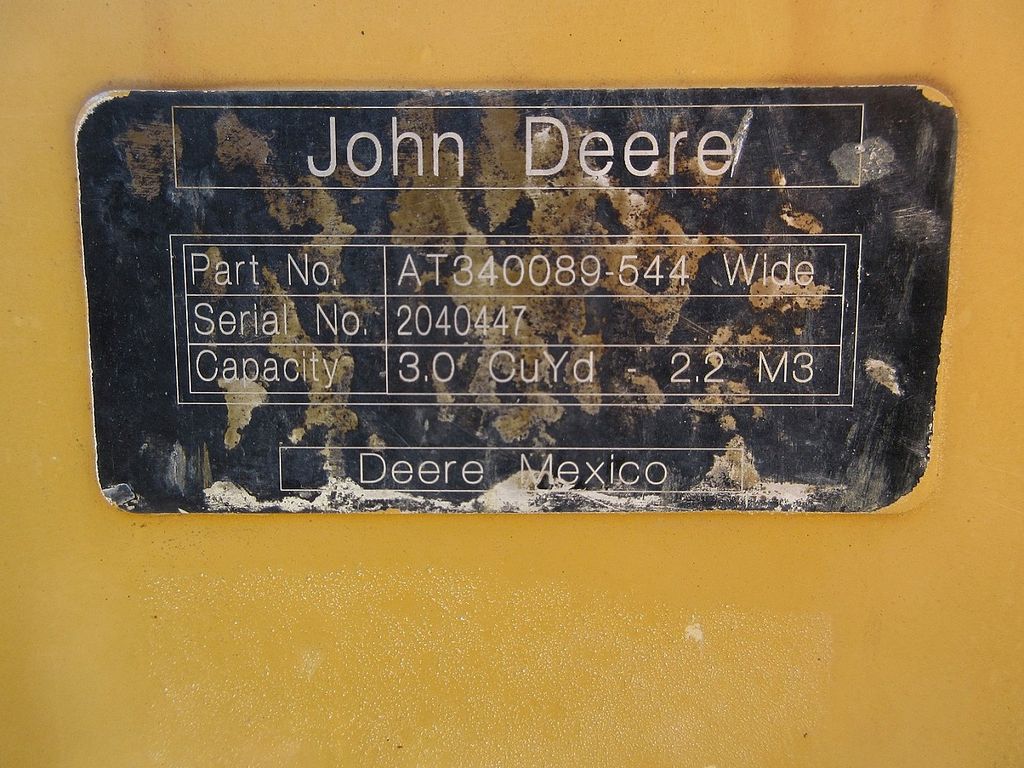 John Deere
Part No. AT340089-544 Wide
Serial No. 2040447
Capacity 3.0 CuYd - 2.2 M3
Deere Mexico